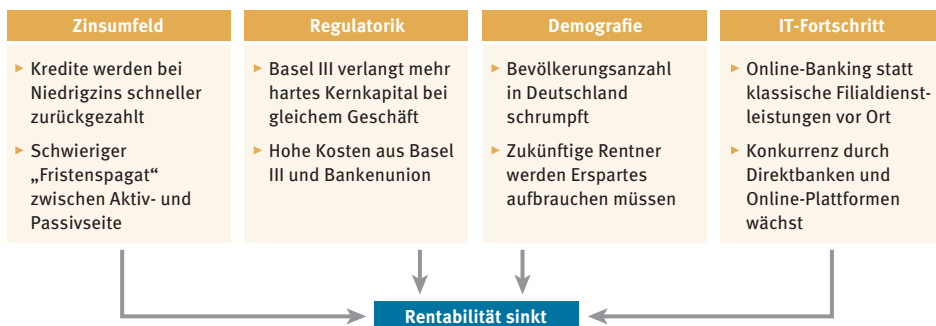 Zinsumfeld
► Kredite werden bei
Niedrigzins schneller
zurückgezahlt
► Schwieriger
„Fristenspagat“
zwischen Aktiv- und
Passivseite
Regulatorik
► Basel III verlangt mehr
hartes Kernkapital bei
gleichem Geschäft
► Hohe Kosten aus Basel
III und Bankenunion
Demografie
► Bevölkerungsanzahl
in Deutschland
schrumpft
► Zukünftige Rentner
werden Erspartes
aufbrauchen müssen
IT-Fortschritt
► Online-Banking statt
klassische Filialdienst-
leistungen vor Ort
► Konkurrenz durch
Direktbanken und
Online-Plattformen
wächst
Rentabilität sinkt